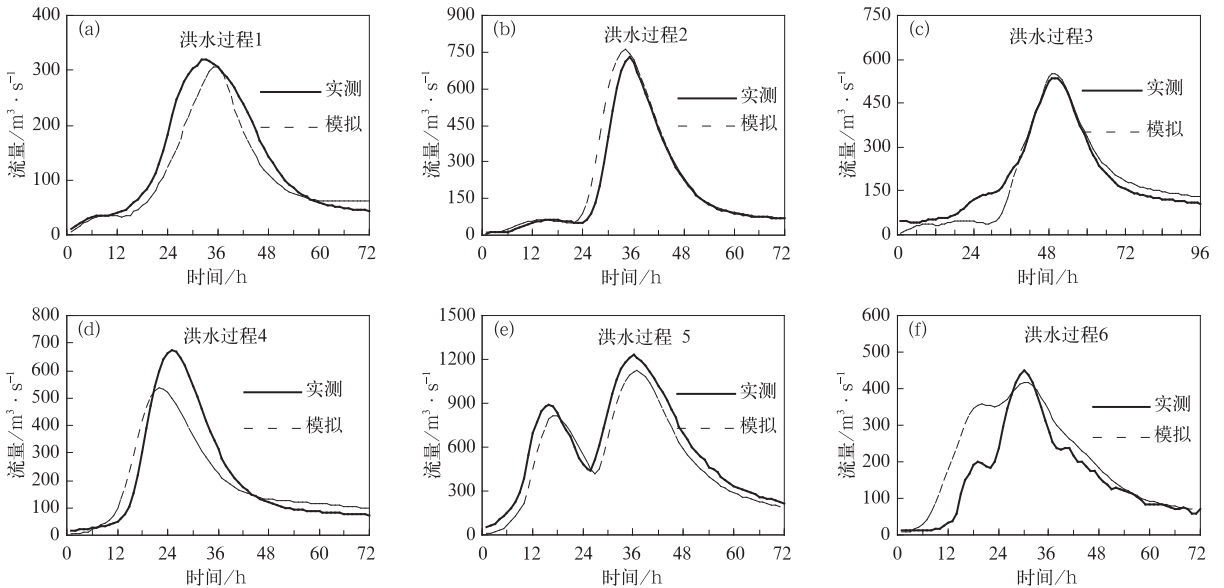 (a)
洪水过程1
400
300
200
100
0
流量/m³·s⁻¹
实测
模拟
0 12 24 36 48 60 72
时间/h
(b)
洪水过程2
900
750
600
450
300
150
0
流量/m³·s⁻¹
实测
模拟
0 12 24 36 48 60 72
时间/h
(c)
洪水过程3
750
600
450
300
150
0
流量/m³·s⁻¹
实测
模拟
0 24 48 72 96
时间/h
(d)
洪水过程4
800
700
600
500
400
300
200
100
0
流量/m³·s⁻¹
实测
模拟
0 12 24 36 48 60 72
时间/h
(e)
洪水过程 5
1500
1200
900
600
300
0
流量/m³·s⁻¹
实测
模拟
0 12 24 36 48 60 72
时间/h
(f)
洪水过程6
600
500
400
300
200
100
0
流量/m³·s⁻¹
实测
模拟
0 12 24 36 48 60 72
时间/h